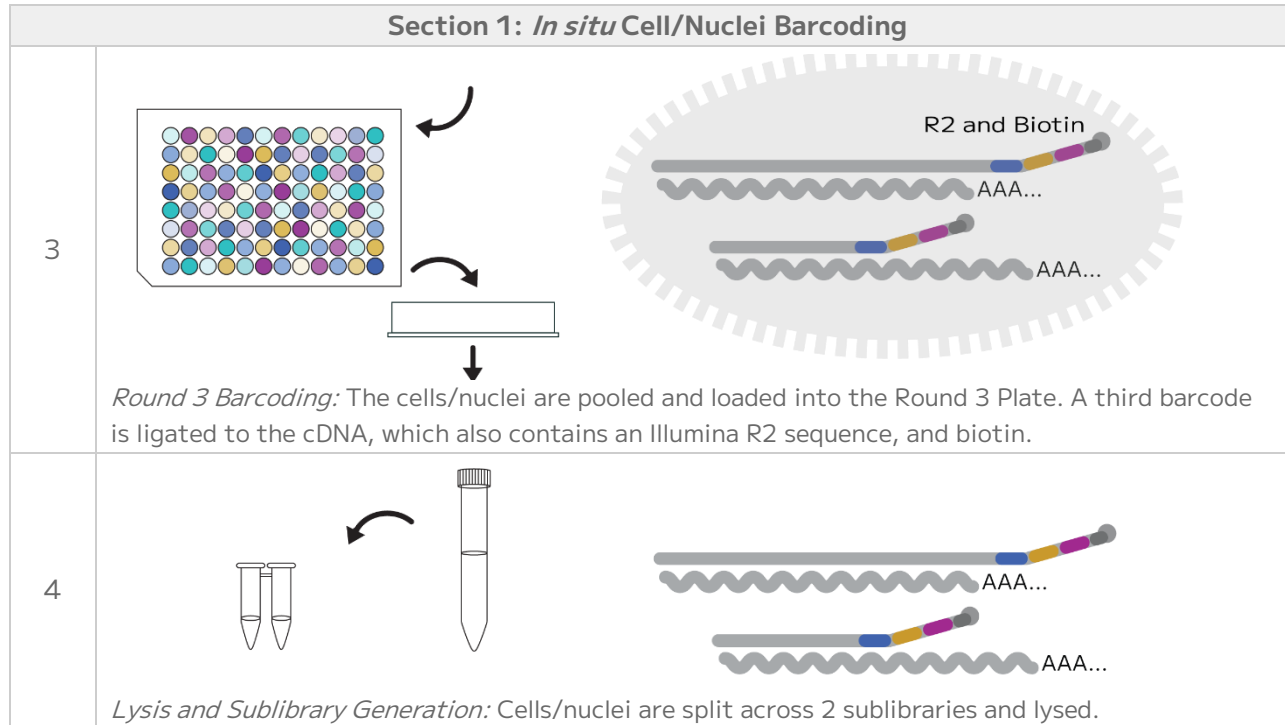 Section 1: In situ Cell/Nuclei Barcoding
3
R2 and Biotin
AAA...
AAA...
Round 3 Barcoding: The cells/nuclei are pooled and loaded into the Round 3 Plate. A third barcode
is ligated to the cDNA, which also contains an Illumina R2 sequence, and biotin.
4
AAA...
AAA...
Lysis and Sublibrary Generation: Cells/nuclei are split across 2 sublibraries and lysed.